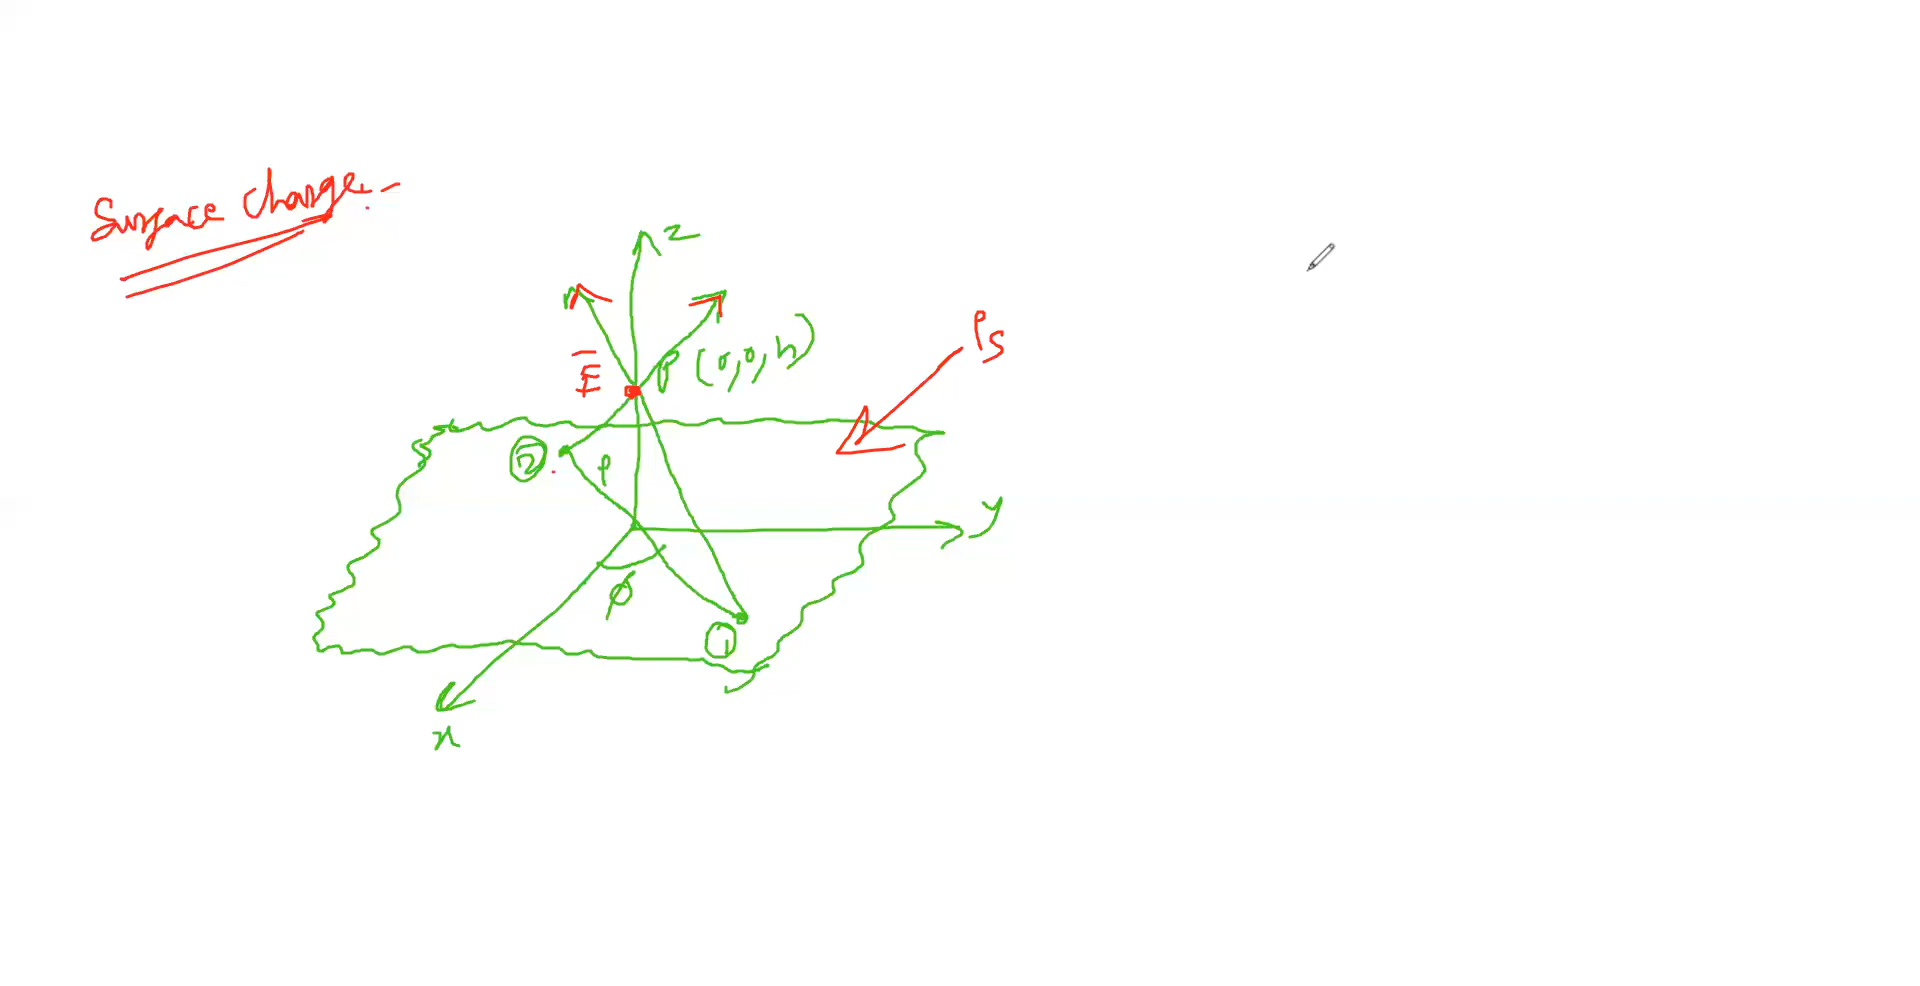 Surface Charge :-
z
P (0,0,h)
ρs
E̅
2
ρ
y
φ
1
x